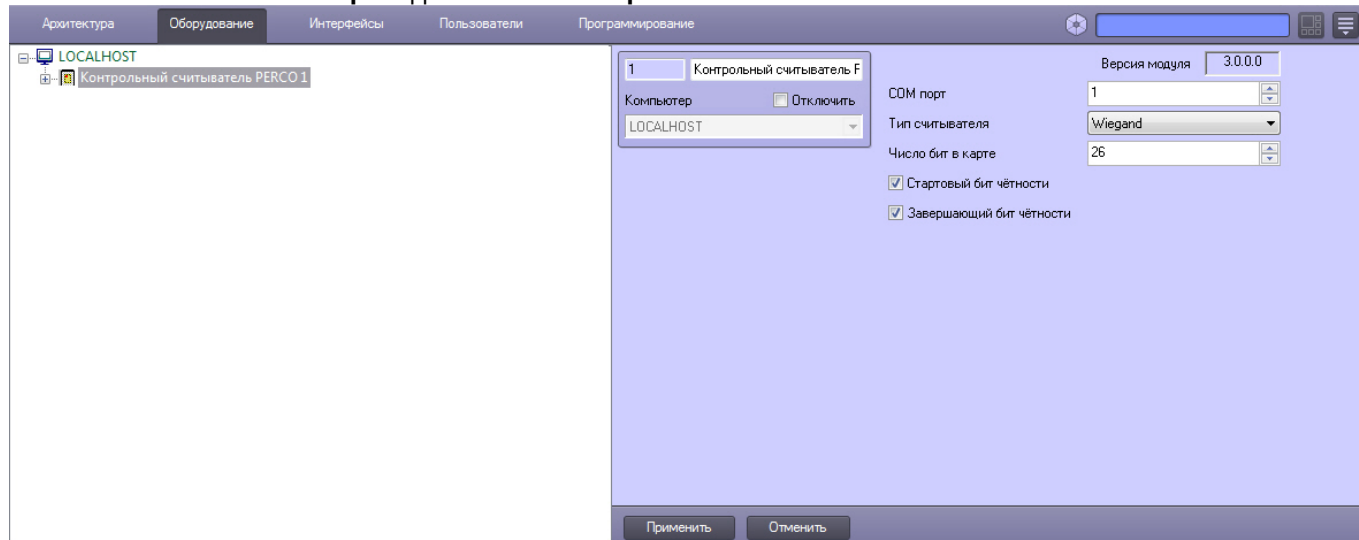 Архитектура Оборудование Интерфейсы Пользователи Программирование
LOCALHOST
Контрольный считыватель PERCO 1
1 Контрольный считыватель F
Компьютер Отключить
LOCALHOST
Версия модуля 3.0.0.0
COM порт 1
Тип считывателя Wiegand
Число бит в карте 26
Стартовый бит чётности
Завершающий бит чётности
Применить Отменить